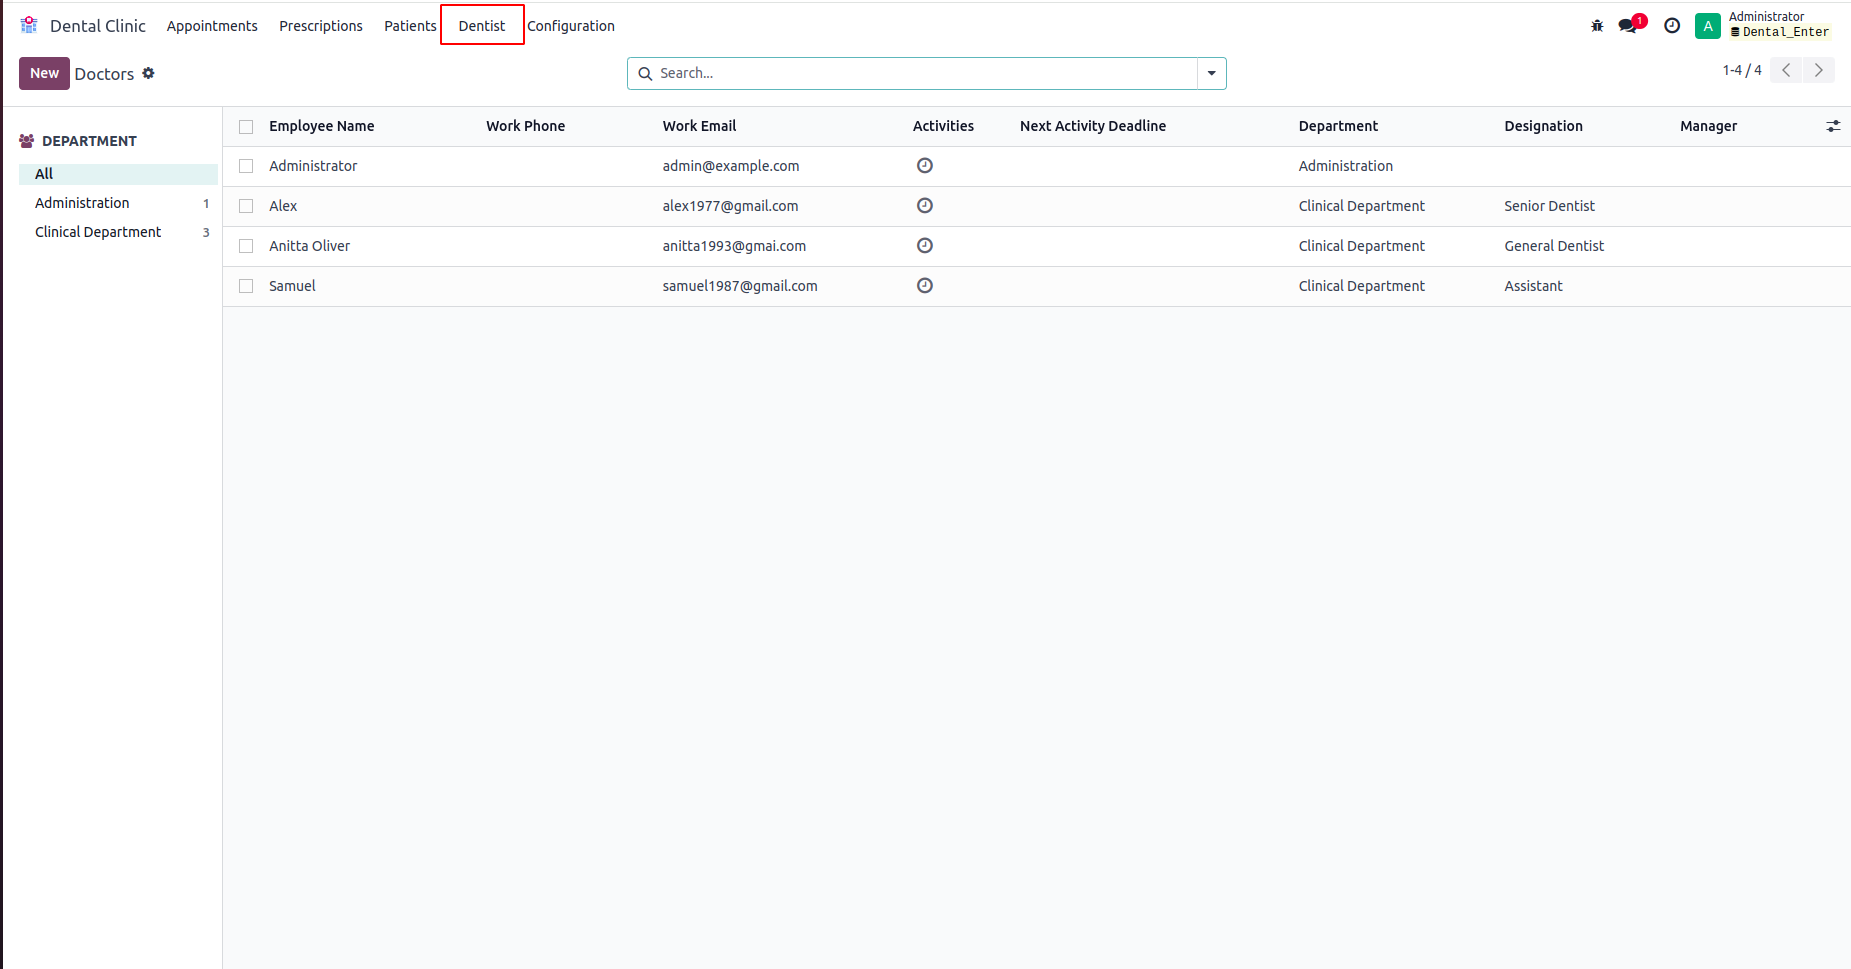 Dental Clinic Appointments Prescriptions Patients Dentist Configuration 1 A Administrator
Dental_Enter
New Doctors Search... 1-4 / 4
DEPARTMENT
All
Administration 1
Clinical Department 3
Employee Name Work Phone Work Email Activities Next Activity Deadline Department Designation Manager
Administrator admin@example.com Administration
Alex alex1977@gmail.com Clinical Department Senior Dentist
Anitta Oliver anitta1993@gmai.com Clinical Department General Dentist
Samuel samuel1987@gmail.com Clinical Department Assistant